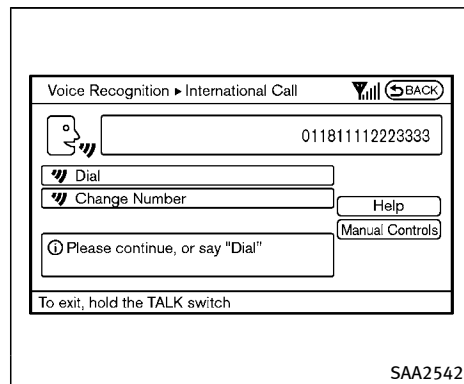 Voice Recognition ▸ International Call BACK
011811112223333
Dial
Change Number
Help
Manual Controls
Please continue, or say "Dial"
To exit, hold the TALK switch
SAA2542